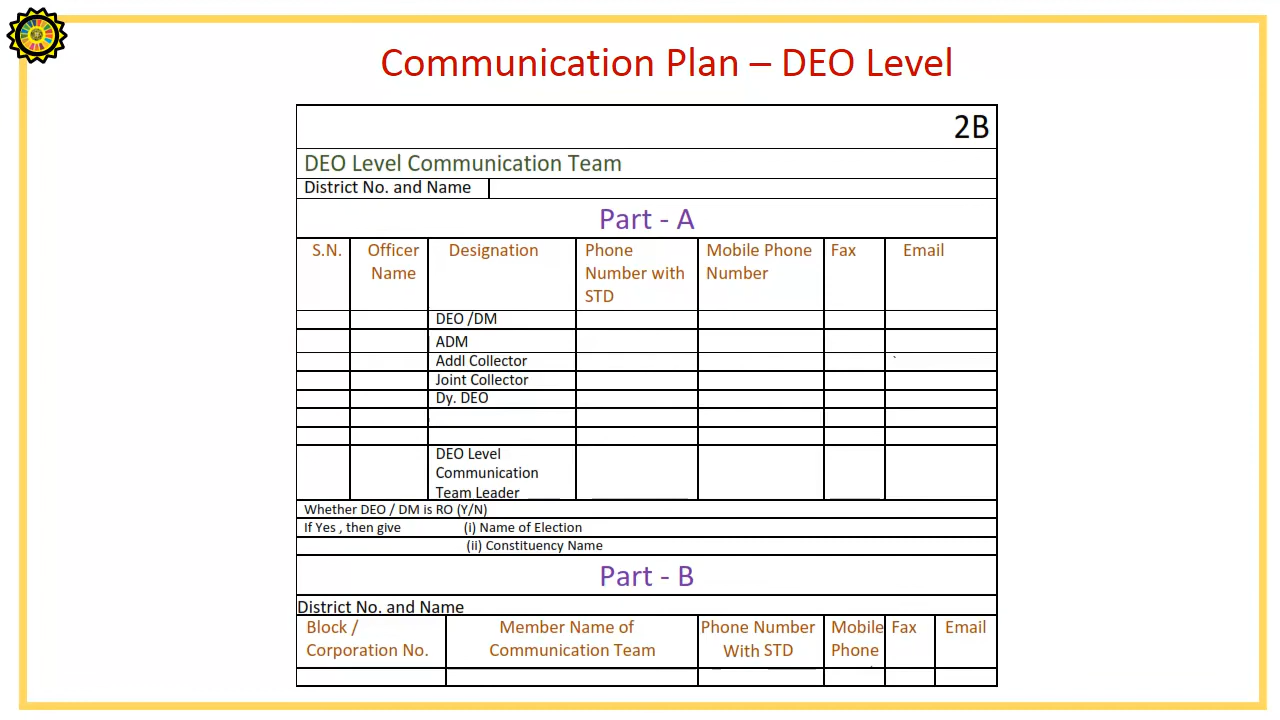 Communication Plan – DEO Level
2B
DEO Level Communication Team
District No. and Name
Part - A
S.N. Officer Name Designation Phone Number with STD Mobile Phone Number Fax Email
DEO /DM
ADM
Addl Collector
Joint Collector
Dy. DEO
DEO Level
Communication
Team Leader
Whether DEO / DM is RO (Y/N)
If Yes , then give (i) Name of Election
(ii) Constituency Name
Part - B
District No. and Name
Block / Corporation No. Member Name of Communication Team Phone Number With STD Mobile Phone Fax Email